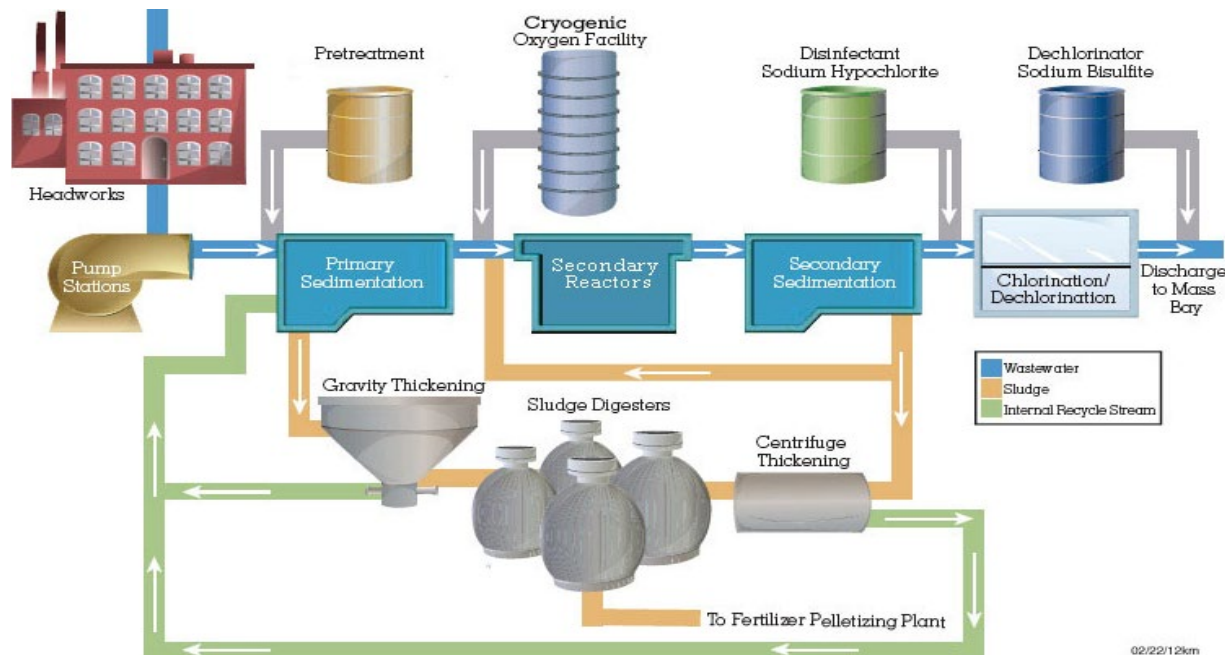 Cryogenic
Oxygen Facility
Pretreatment
Disinfectant
Sodium Hypochlorite
Dechlorinator
Sodium Bisulfite
Headworks
Pump
Stations
Primary
Sedimentation
Secondary
Reactors
Secondary
Sedimentation
Chlorination/
Dechlorination
Discharge
to Mass
Bay
Wastewater
Sludge
Internal Recycle Stream
Gravity Thickening
Sludge Digesters
Centrifuge
Thickening
To Fertilizer Pelletizing Plant
02/22/12km